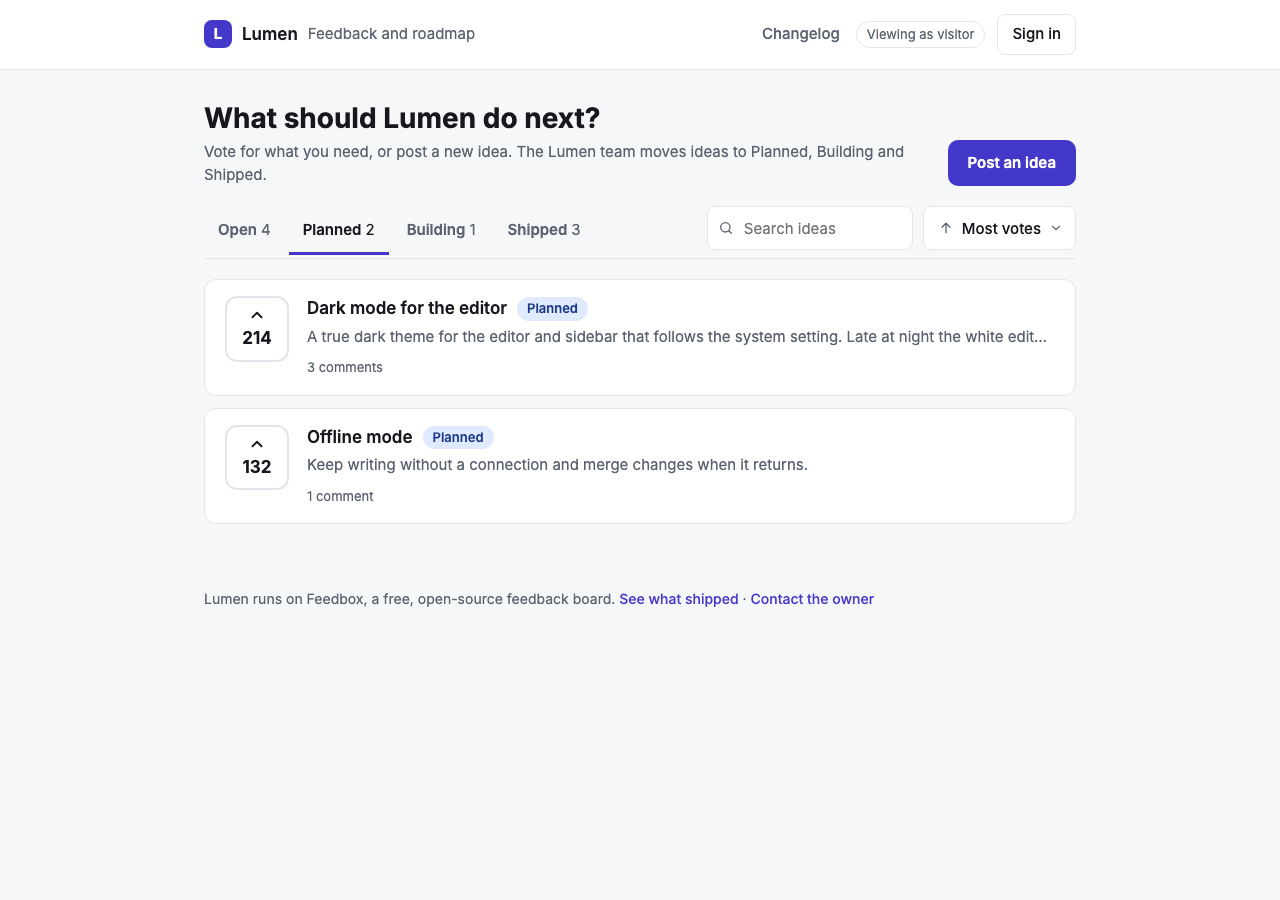 L Lumen Feedback and roadmap Changelog Viewing as visitor Sign in
What should Lumen do next?
Vote for what you need, or post a new idea. The Lumen team moves ideas to Planned, Building and
Shipped.
Post an idea
Open 4 Planned 2 Building 1 Shipped 3 Search ideas Most votes
214
Dark mode for the editor Planned
A true dark theme for the editor and sidebar that follows the system setting. Late at night the white edit...
3 comments
132
Offline mode Planned
Keep writing without a connection and merge changes when it returns.
1 comment
Lumen runs on Feedbox, a free, open-source feedback board. See what shipped · Contact the owner